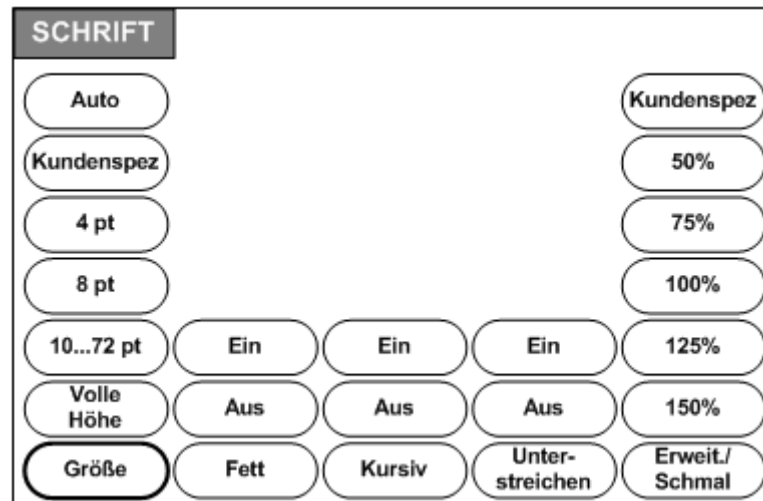 SCHRIFT
Auto
Kundenspez
Kundenspez
50%
4 pt
75%
8 pt
100%
10...72 pt
Ein
Ein
Ein
125%
Volle
Höhe
Aus
Aus
Aus
150%
Größe
Fett
Kursiv
Unter-
streichen
Erweit./
Schmal